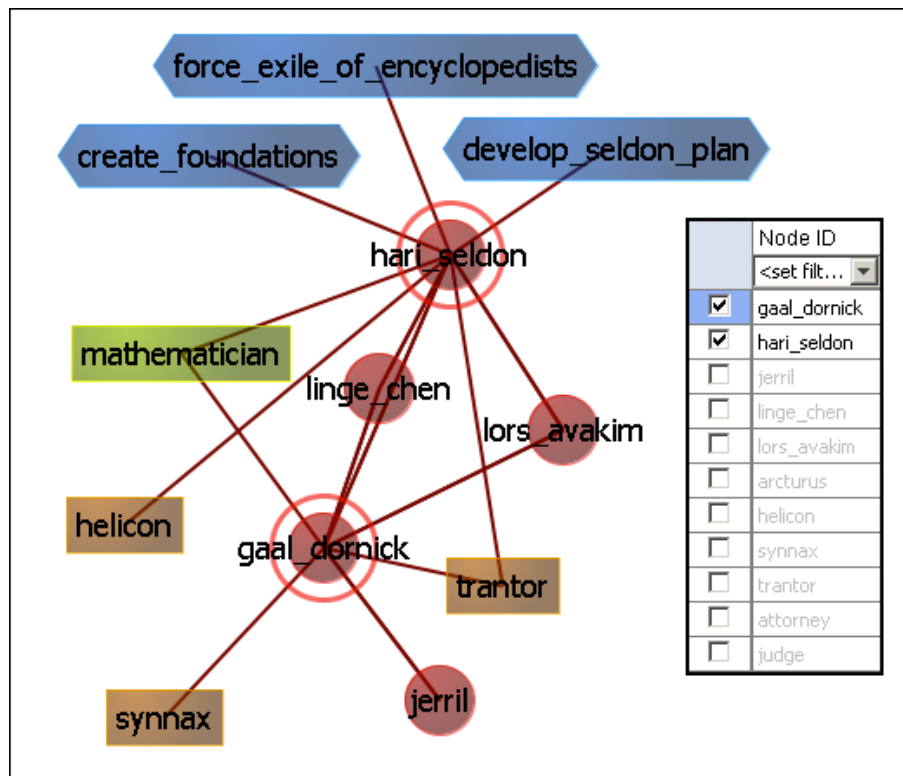 force_exile_of_encyclopedists
create_foundations
develop_seldon_plan
hari_seldon
mathematician
linge_chen
lors_avakim
helicon
gaal_dornick
trantor
synnax
jerril
Node ID
<set filt...
gaal_dornick
hari_seldon
jerril
linge_chen
lors_avakim
arcturus
helicon
synnax
trantor
attorney
judge